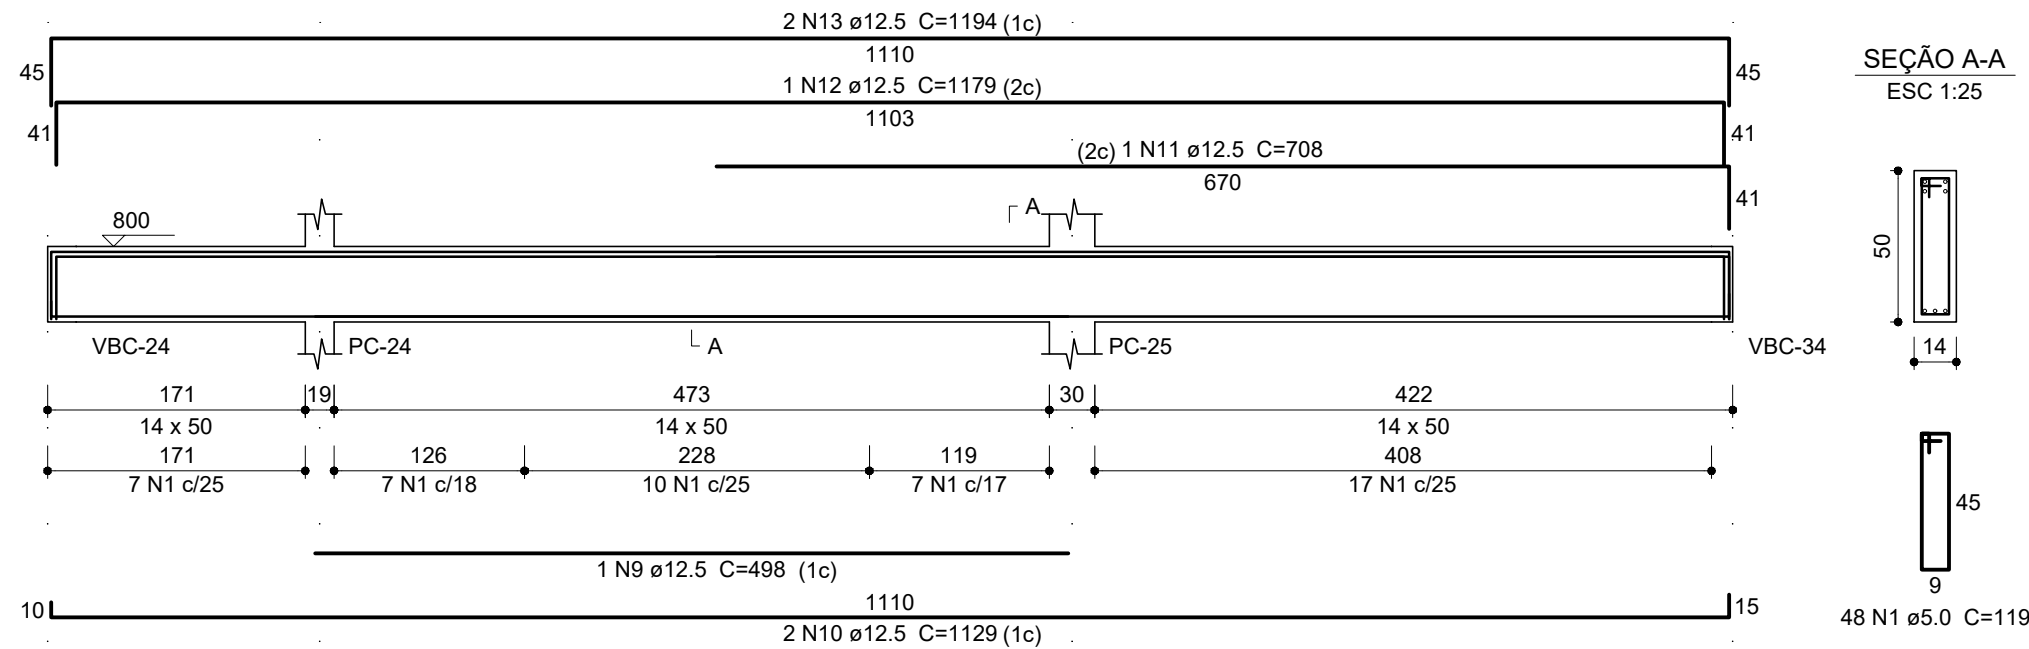 2 N13 ø12.5 C=1194 (1c)
1110
45
45
1 N12 ø12.5 C=1179 (2c)
1103
41
41
(2c) 1 N11 ø12.5 C=708
670
41
SEÇÃO A-A
ESC 1:25
800
A
50
VBC-24
PC-24
A
PC-25
VBC-34
14
171
19
473
30
422
14 x 50
14 x 50
14 x 50
171
126
228
119
408
7 N1 c/25
7 N1 c/18
10 N1 c/25
7 N1 c/17
17 N1 c/25
45
9
48 N1 ø5.0 C=119
1 N9 ø12.5 C=498 (1c)
10
1110
15
2 N10 ø12.5 C=1129 (1c)